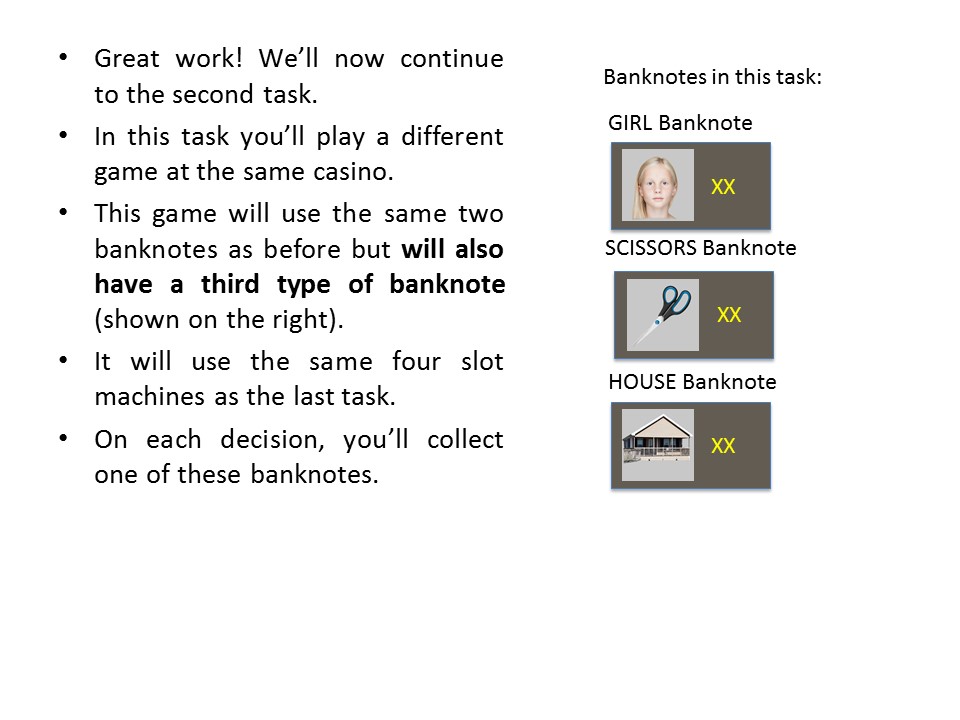 • Great work! We’ll now continue
to the second task.
• In this task you’ll play a different
game at the same casino.
• This game will use the same two
banknotes as before but will also
have a third type of banknote
(shown on the right).
• It will use the same four slot
machines as the last task.
• On each decision, you’ll collect
one of these banknotes.
Banknotes in this task:
GIRL Banknote
XX
SCISSORS Banknote
XX
HOUSE Banknote
XX